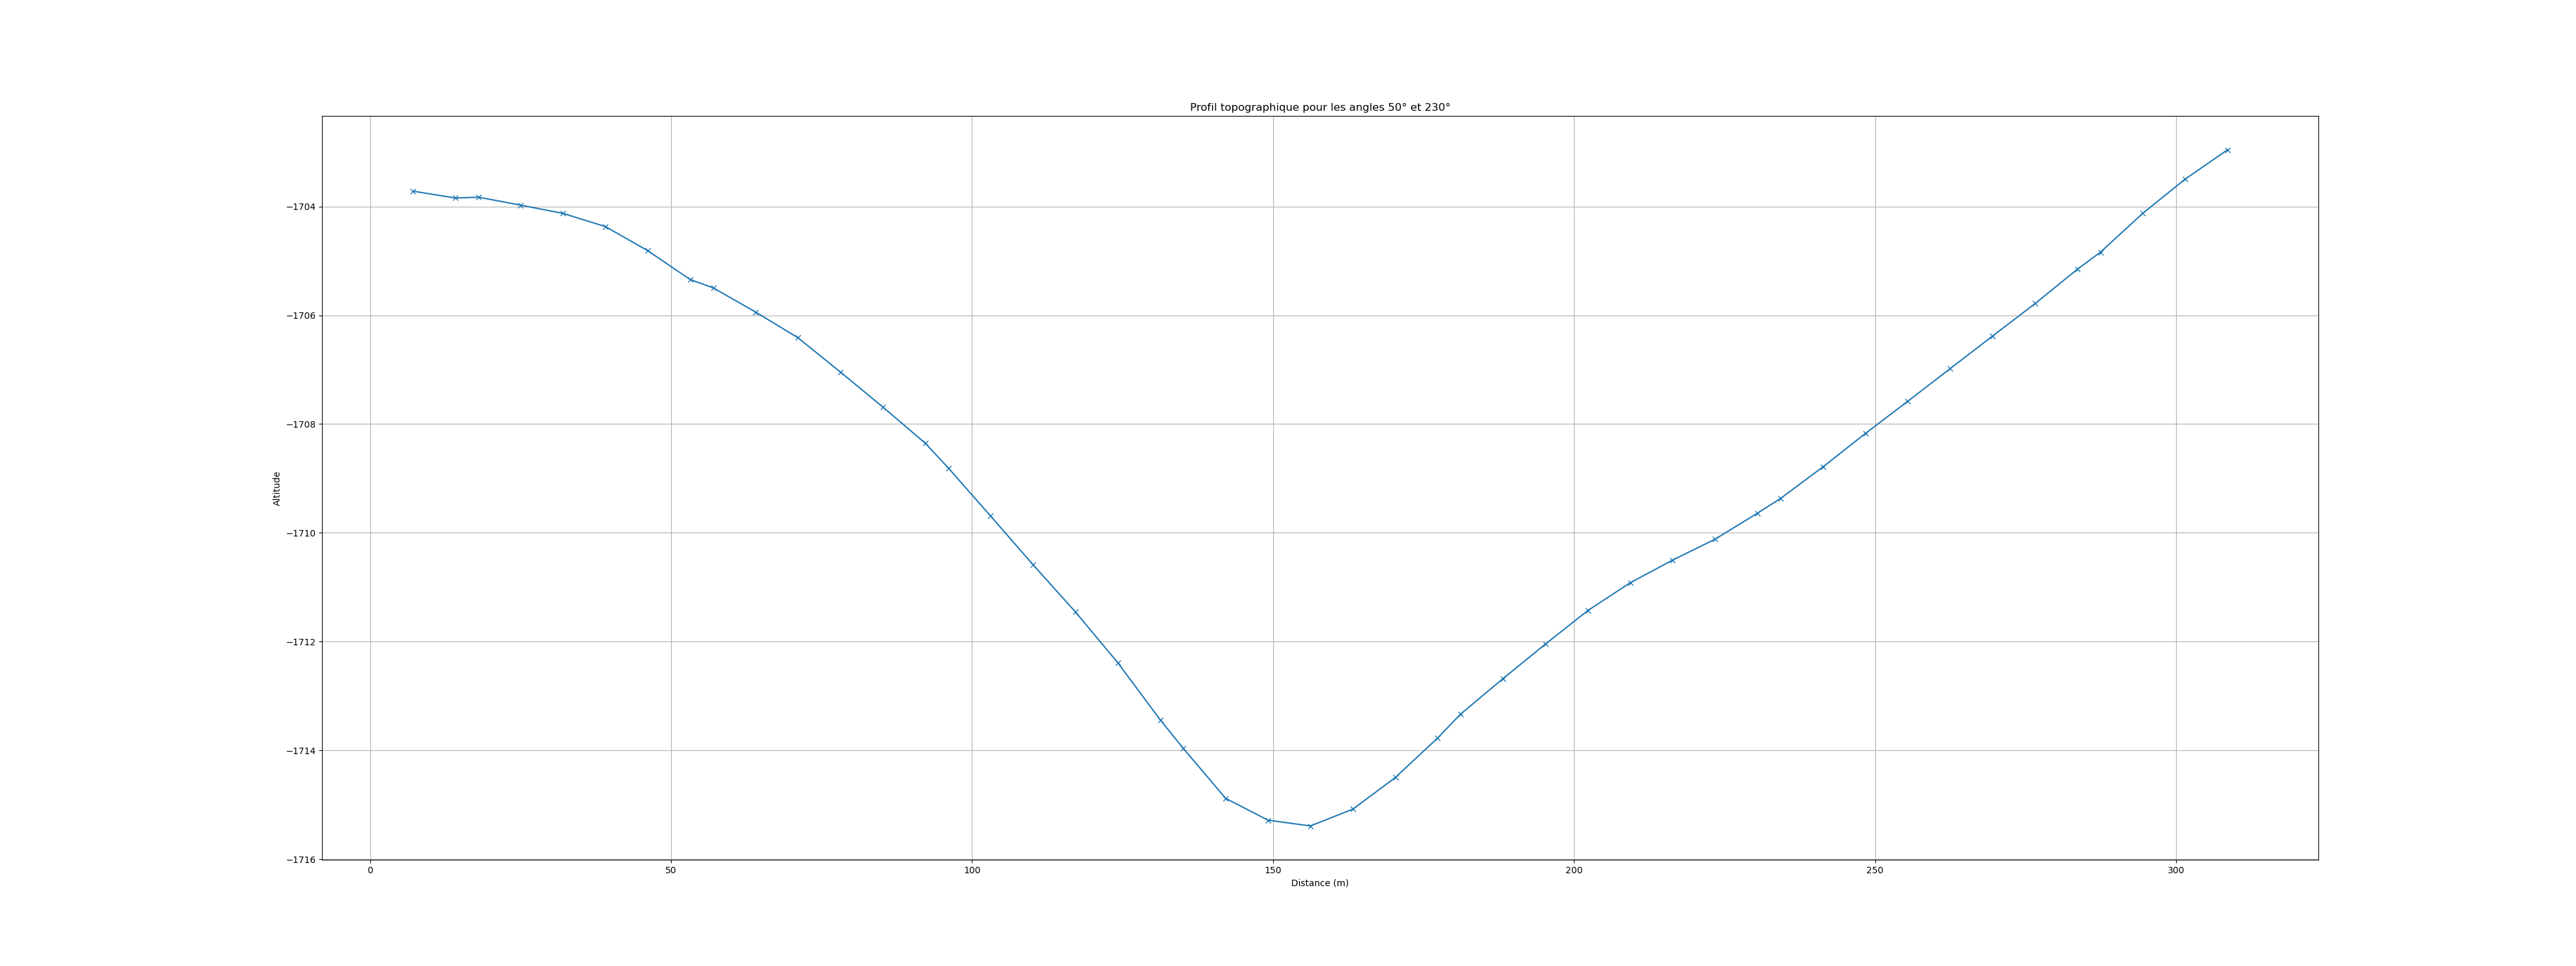 Profil topographique pour les angles 50° et 230°
Altitude
−1704
−1706
−1708
−1710
−1712
−1714
−1716
0 50 100 150 200 250 300
Distance (m)